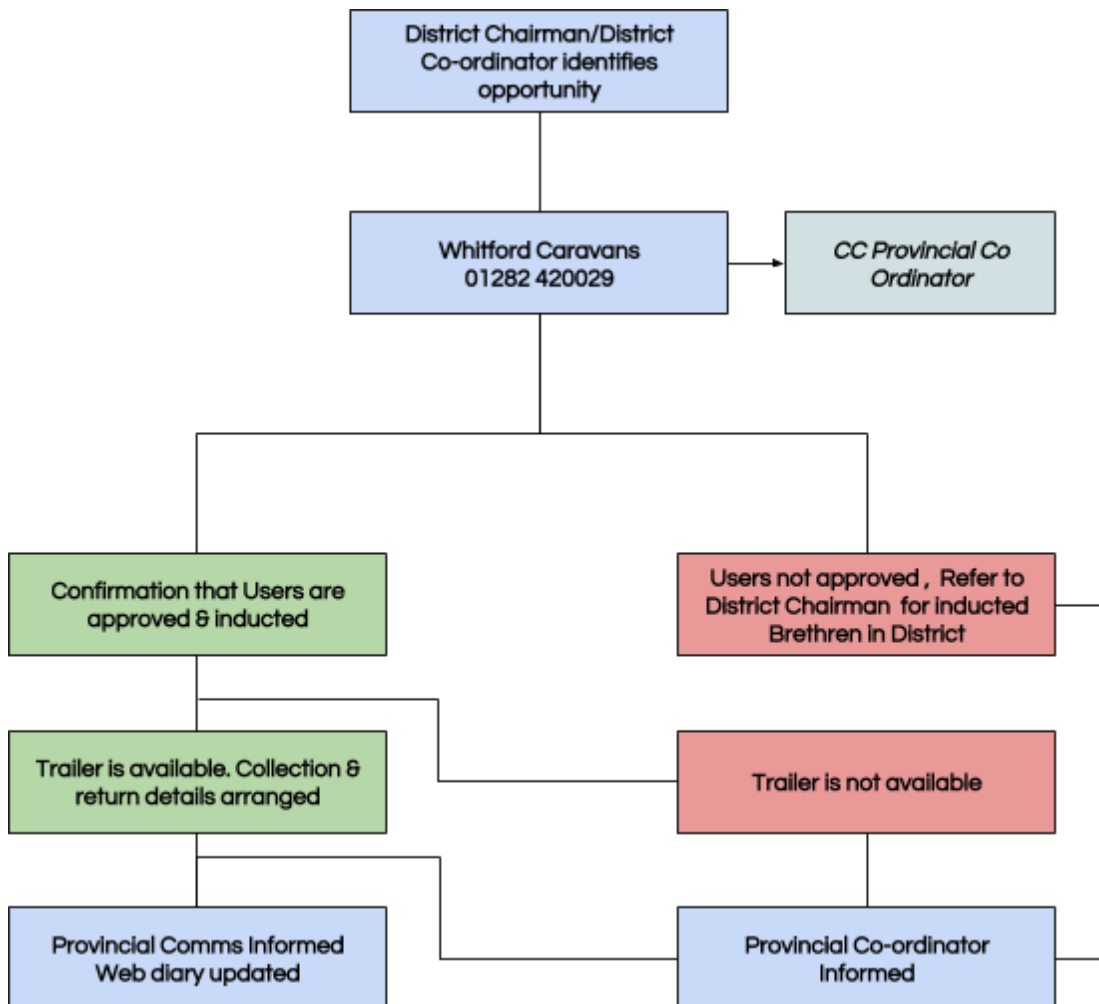 District Chairman/District
Co-ordinator identifies
opportunity
Whitford Caravans
01282 420029
CC Provincial Co
Ordinator
Confirmation that Users are
approved & inducted
Users not approved , Refer to
District Chairman for inducted
Brethren in District
Trailer is available. Collection &
return details arranged
Trailer is not available
Provincial Comms Informed
Web diary updated
Provincial Co-ordinator
Informed